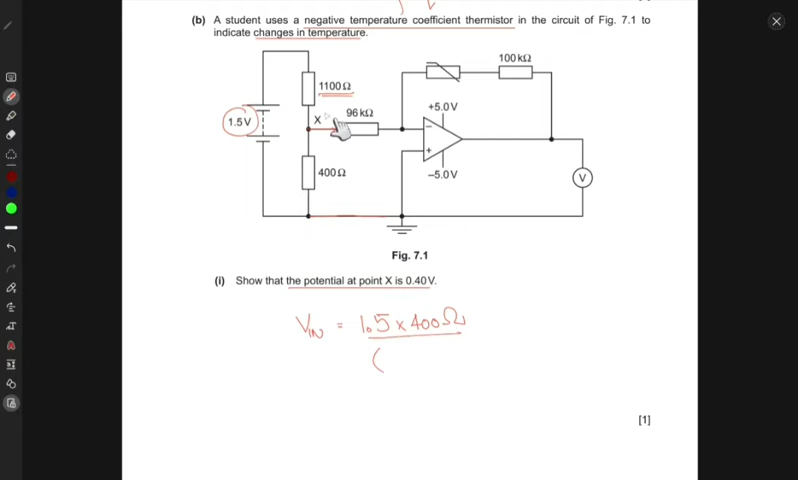 (b) A student uses a negative temperature coefficient thermistor in the circuit of Fig. 7.1 to
indicate changes in temperature.
100 kΩ
1100 Ω
96 kΩ
+5.0 V
1.5 V
X
−
+
400 Ω
−5.0 V
V
Fig. 7.1
(i) Show that the potential at point X is 0.40 V.
VIN = 1.5 × 400Ω
(
[1]